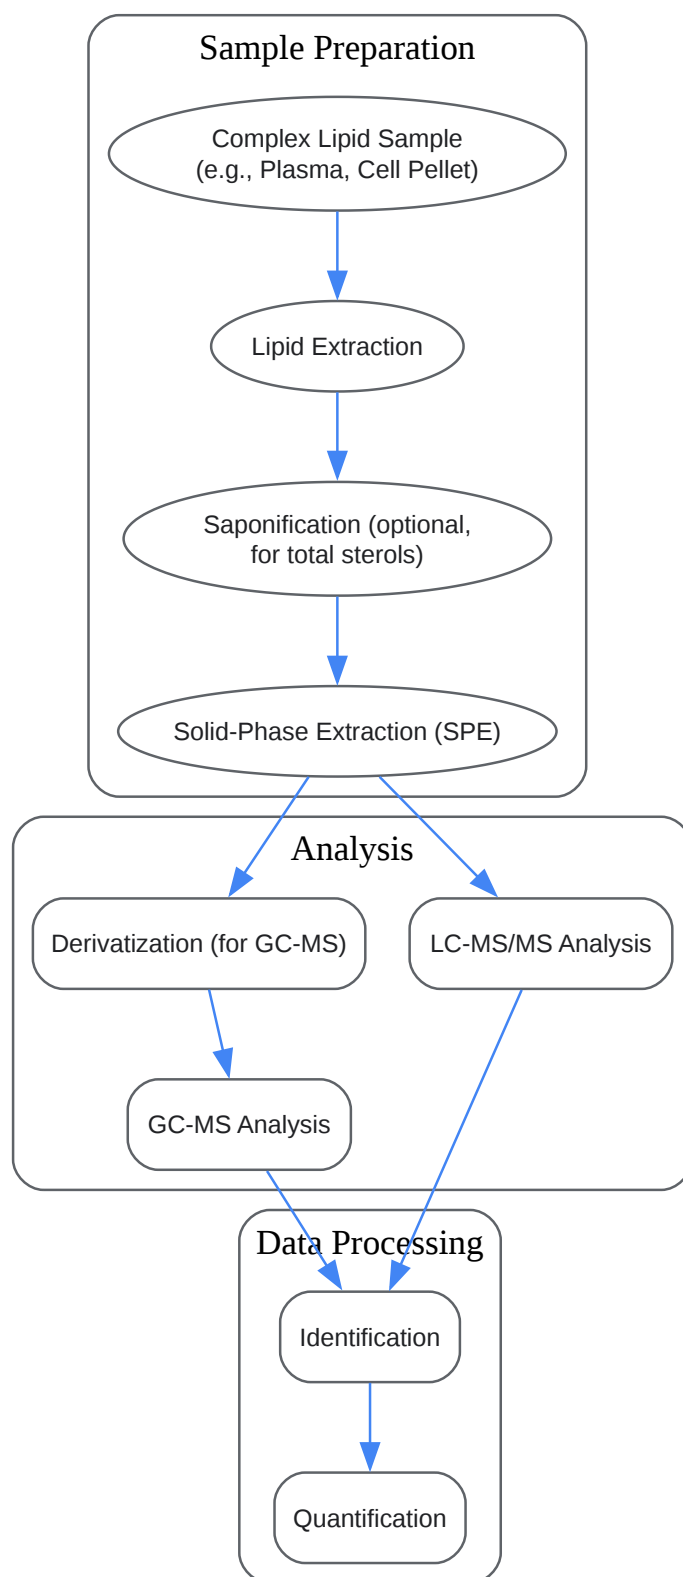 Sample Preparation
Complex Lipid Sample
(e.g., Plasma, Cell Pellet)
Lipid Extraction
Saponification (optional,
for total sterols)
Solid-Phase Extraction (SPE)
Analysis
Derivatization (for GC-MS)
LC-MS/MS Analysis
GC-MS Analysis
Data Processing
Identification
Quantification